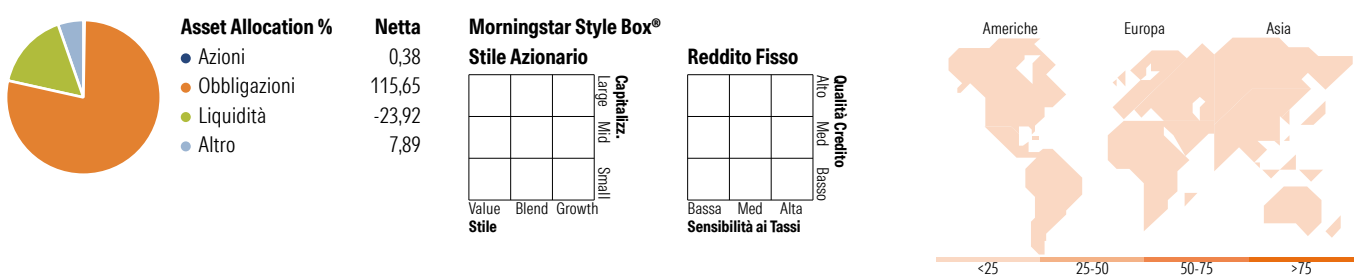 Asset Allocation % Netta
Azioni 0,38
Obbligazioni 115,65
Liquidità -23,92
Altro 7,89
Morningstar Style Box®
Stile Azionario
Large Mid Small
Capitalizz.
Value Blend Growth
Stile
Reddito Fisso
Alto Med Basso
Qualità Credito
Bassa Med Alta
Sensibilità ai Tassi
Americhe Europa Asia
<25 25-50 50-75 >75